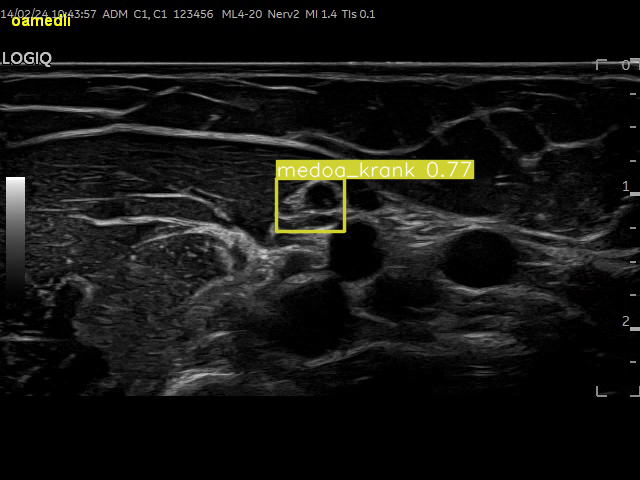 14/02/24 10:43:57 ADM C1, C1 123456 ML4-20 Nerv2 MI 1.4 TIs 0.1
oamedii
LOGIQ
0
medoa_krank 0.77
1
2